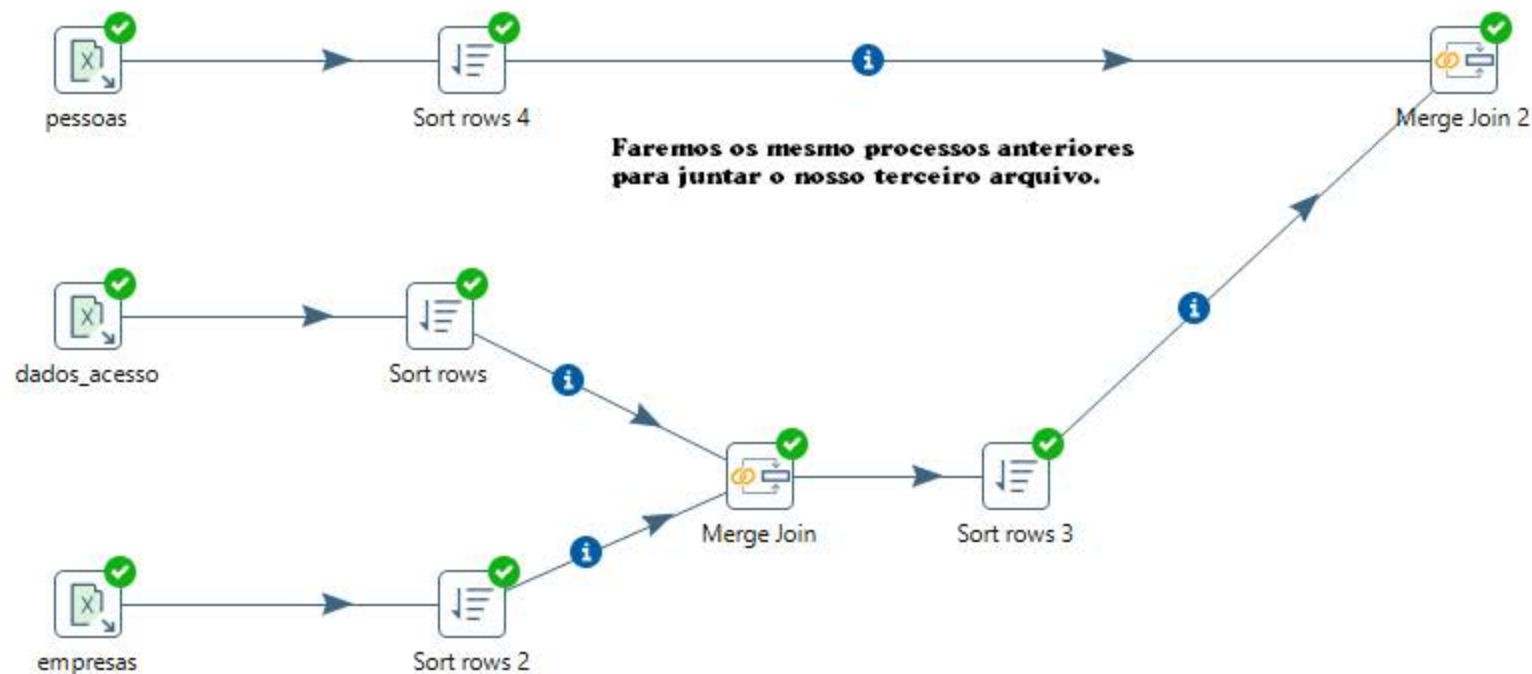 pessoas
Sort rows 4
Merge Join 2
Faremos os mesmo processos anteriores
para juntar o nosso terceiro arquivo.
dados_acesso
Sort rows
Merge Join
Sort rows 3
empresas
Sort rows 2